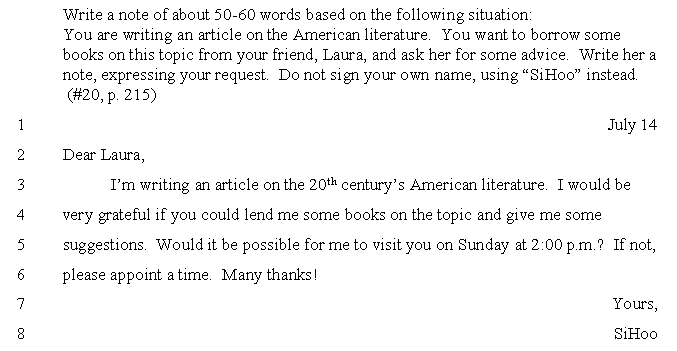 Write a note of about 50-60 words based on the following situation:
You are writing an article on the American literature.  You want to borrow some
books on this topic from your friend, Laura, and ask her for some advice.  Write her a
note, expressing your request.  Do not sign your own name, using “SiHoo” instead.
(#20, p. 215)
1 July 14
2 Dear Laura,
3 I’m writing an article on the 20th century’s American literature.  I would be
4 very grateful if you could lend me some books on the topic and give me some
5 suggestions.  Would it be possible for me to visit you on Sunday at 2:00 p.m.?  If not,
6 please appoint a time.  Many thanks!
7 Yours,
8 SiHoo